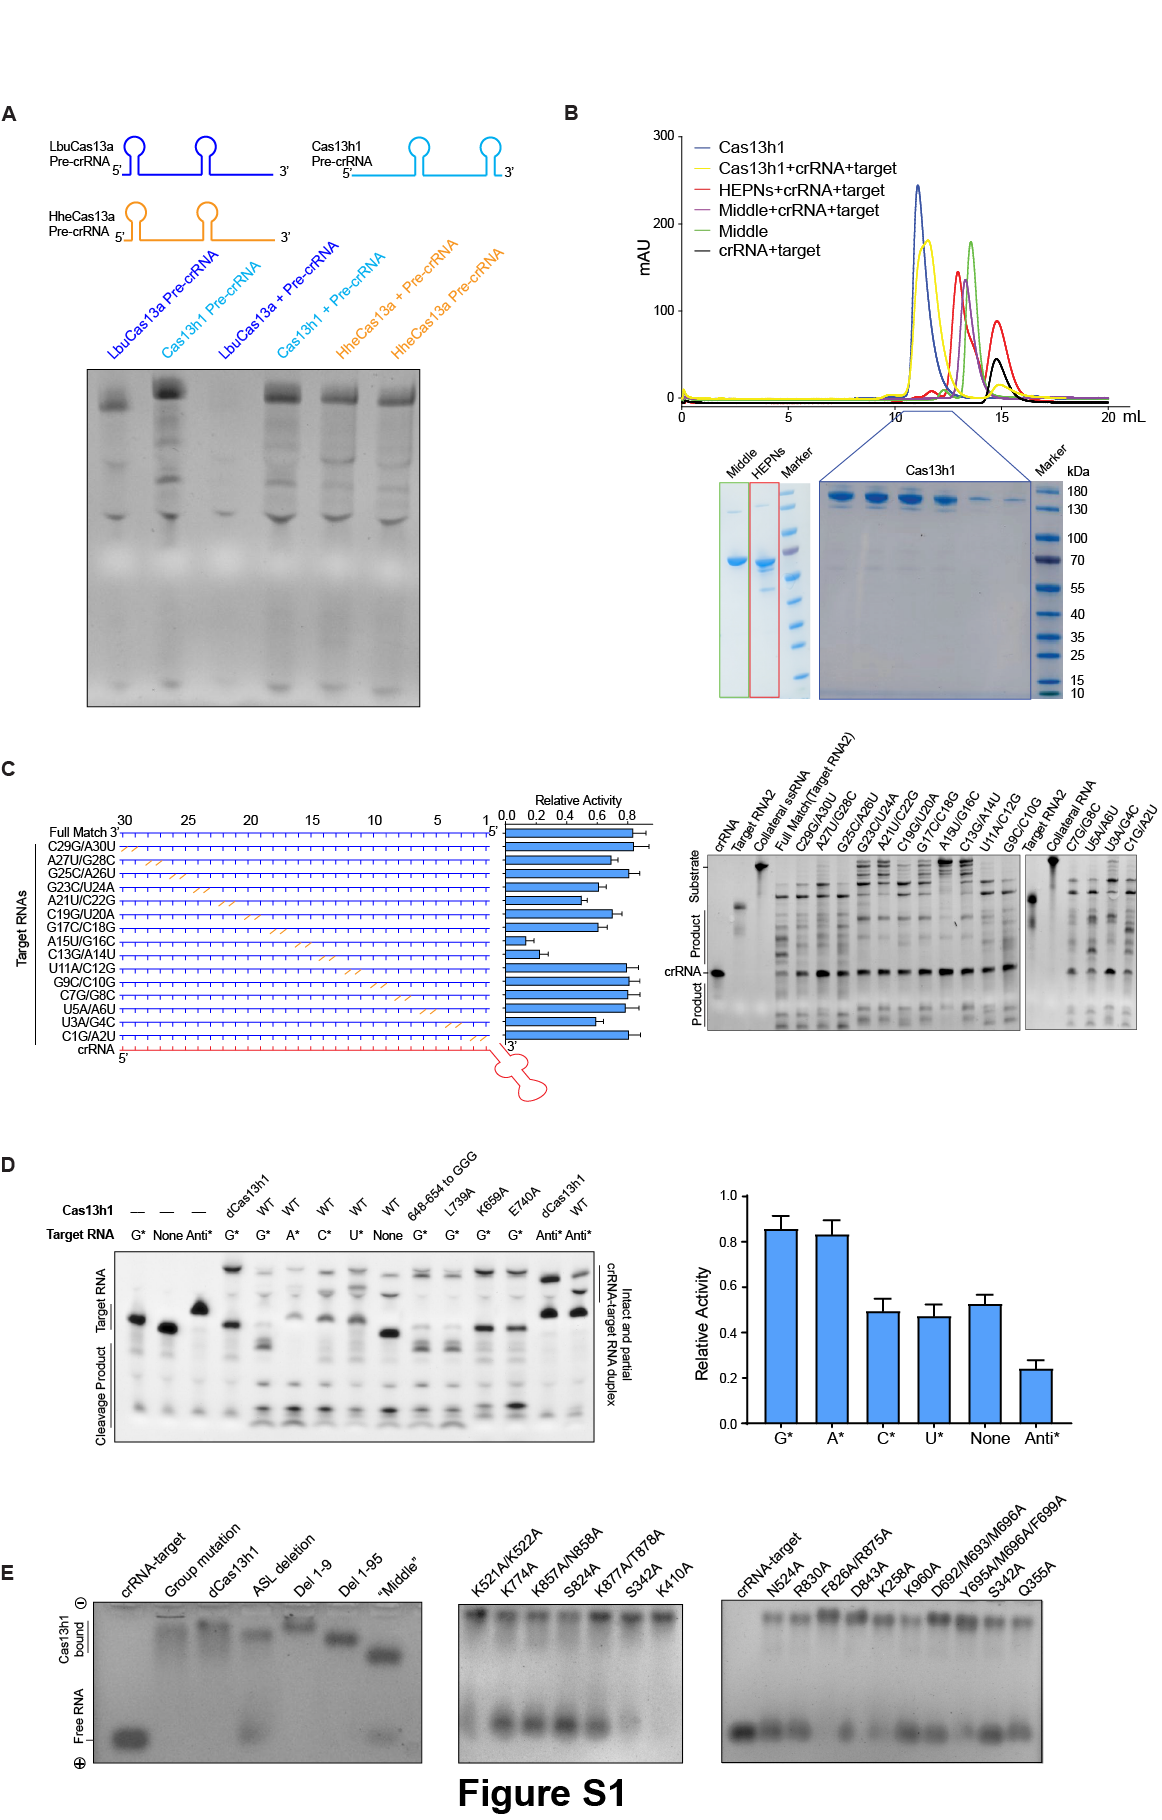 A
LbuCas13a
Pre-crRNA
5’
3’
Cas13h1
Pre-crRNA
5’
3’
HheCas13a
Pre-crRNA
5’
3’
LbuCas13a Pre-crRNA
Cas13h1 Pre-crRNA
LbuCas13a + Pre-crRNA
Cas13h1 + Pre-crRNA
HheCas13a + Pre-crRNA
HheCas13a Pre-crRNA
B
300
200
100
0
mAU
Cas13h1
Cas13h1+crRNA+target
HEPNs+crRNA+target
Middle+crRNA+target
Middle
crRNA+target
0
5
10
15
20
mL
Middle
HEPNs
Marker
Cas13h1
Marker
kDa
180
130
100
70
55
40
35
25
15
10
C
30
25
20
15
10
5
1
Relative Activity
0.0 0.2 0.4 0.6 0.8
Target RNAs
Full Match 3’
5’
C29G/A30U
A27U/G28C
G25C/A26U
G23C/U24A
A21U/C22G
C19G/U20A
G17C/C18G
A15U/G16C
C13G/A14U
U11A/C12G
G9C/C10G
C7G/G8C
U5A/A6U
U3A/G4C
C1G/A2U
crRNA
5’
3’
crRNA
Target RNA2
Collateral ssRNA
Full Match(Target RNA2)
C29G/A30U
A27U/G28C
G25C/A26U
G23C/U24A
A21U/C22G
C19G/U20A
G17C/C18G
A15U/G16C
C13G/A14U
U11A/C12G
G9C/C10G
Target RNA2
Collateral RNA
C7G/G8C
U5A/A6U
U3A/G4C
C1G/A2U
Substrate
Product
crRNA
Product
D
Cas13h1
—
—
—
dCas13h1
WT
WT
WT
WT
WT
648-654 to GGG
L739A
K659A
E740A
dCas13h1
WT
Target RNA
G* None Anti* G* G* A* C* U* None G* G* G* G* Anti* Anti*
Target RNA
Cleavage Product
Intact and partial
crRNA-target RNA duplex
Relative Activity
1.0
0.8
0.6
0.4
0.2
0.0
G* A* C* U* None Anti*
E
crRNA-target
Group mutation
dCas13h1
ASL deletion
Del 1-9
Del 1-95
“Middle”
Cas13h1
bound
Free RNA
K521A/K522A
K774A
K857A/N858A
S824A
K877A/T878A
S342A
K410A
crRNA-target
N524A
R830A
F826A/R875A
D843A
K258A
K960A
D692/M693/M696A
Y695A/M696A/F699A
S342A
Q355A
Figure S1